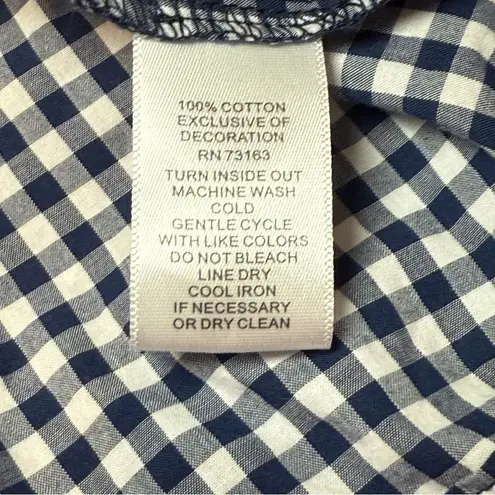 100% COTTON
EXCLUSIVE OF
DECORATION
RN 73163
TURN INSIDE OUT
MACHINE WASH
COLD
GENTLE CYCLE
WITH LIKE COLORS
DO NOT BLEACH
LINE DRY
COOL IRON
IF NECESSARY
OR DRY CLEAN